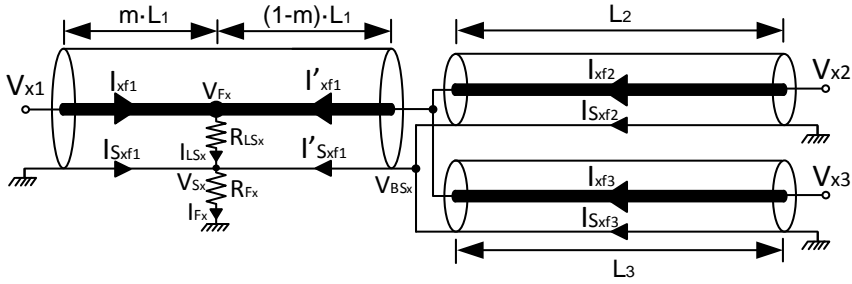 m·L1 (1-m)·L1 L2
Vx1 Ixf1 VFx I'xf1 Ixf2 Vx2
RLSx ISxf2
ISxf1 ILSx I'Sxf1
VSx RFx VBSx Ixf3 Vx3
IFx ISxf3
L3